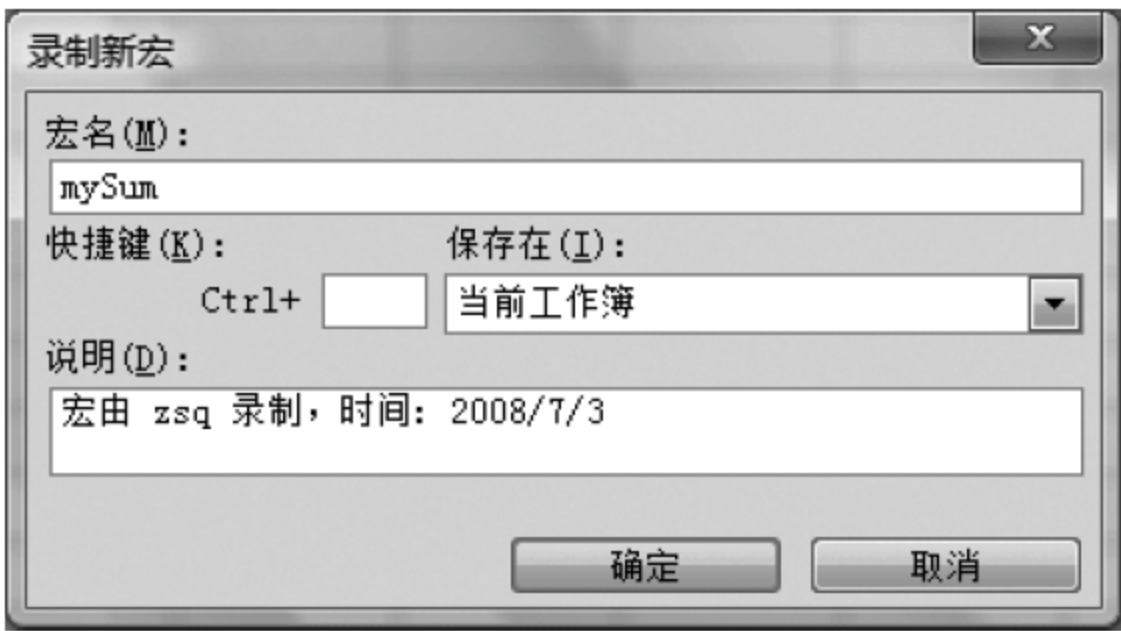 录制新宏
宏名(M):
mySum
快捷键(K): 保存在(I):
Ctrl+ 当前工作簿
说明(D):
宏由 zsq 录制，时间: 2008/7/3
确定 取消